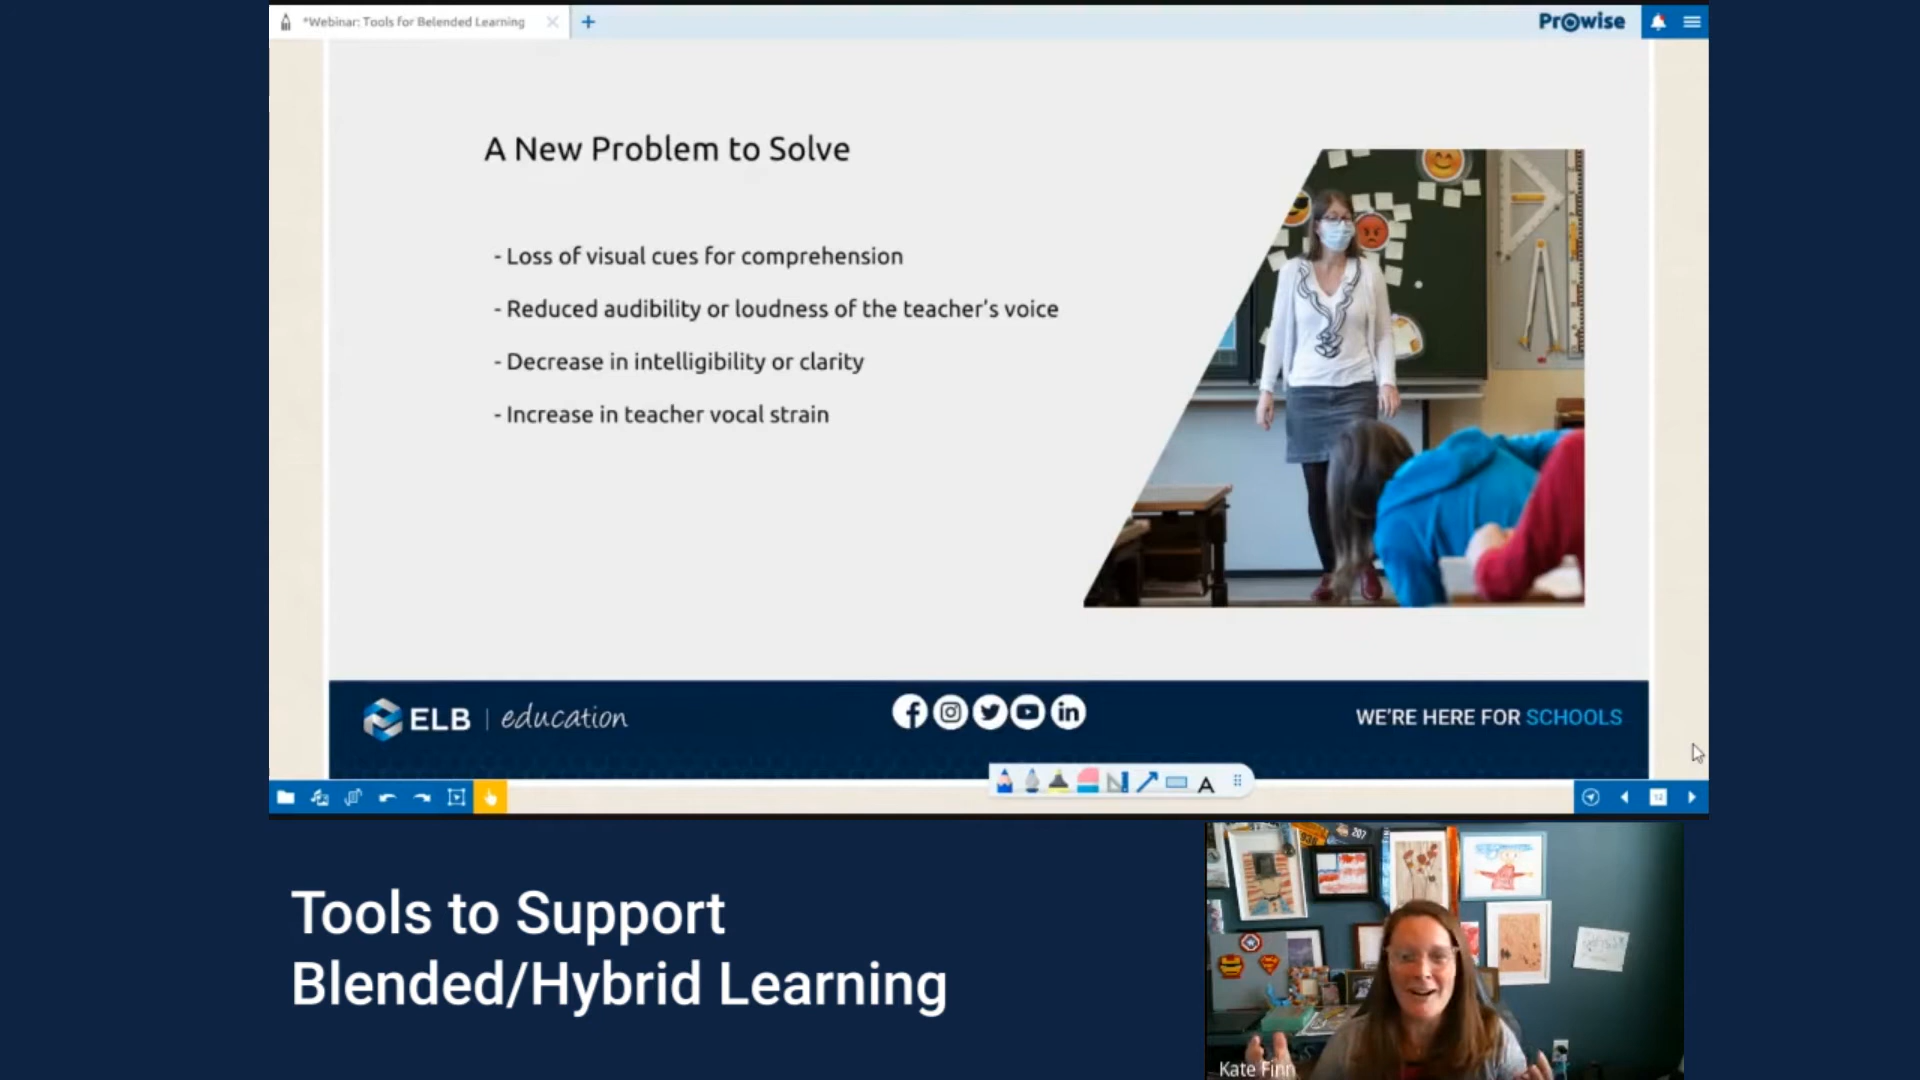 *Webinar: Tools for Belended Learning
Prowise
A New Problem to Solve
- Loss of visual cues for comprehension
- Reduced audibility or loudness of the teacher's voice
- Decrease in intelligibility or clarity
- Increase in teacher vocal strain
ELB | education
WE'RE HERE FOR SCHOOLS
A
12
207
Tools to Support
Blended/Hybrid Learning
Kate Finn